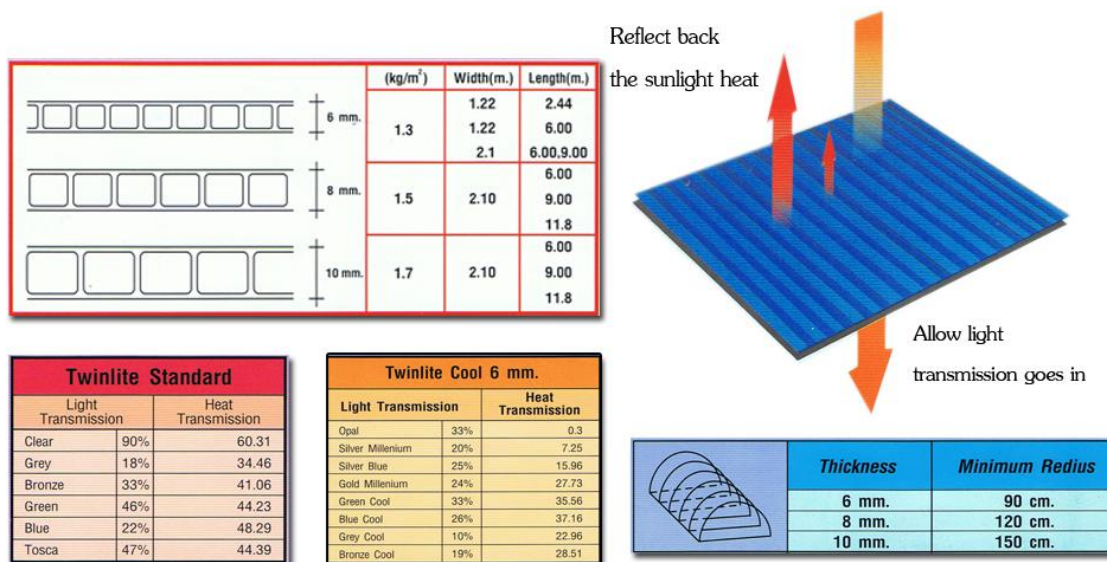 Reflect back
the sunlight heat
(kg/m²) Width(m.) Length(m.)
6 mm. 1.3 1.22 2.44
1.22 6.00
2.1 6.00,9.00
8 mm. 1.5 2.10 6.00
9.00
11.8
10 mm. 1.7 2.10 6.00
9.00
11.8
Allow light
transmission goes in
Twinlite Standard
Light Transmission Heat Transmission
Clear 90% 60.31
Grey 18% 34.46
Bronze 33% 41.06
Green 46% 44.23
Blue 22% 48.29
Tosca 47% 44.39
Twinlite Cool 6 mm.
Light Transmission Heat Transmission
Opal 33% 0.3
Silver Millenium 20% 7.25
Silver Blue 25% 15.96
Gold Millenium 24% 27.73
Green Cool 33% 35.56
Blue Cool 26% 37.16
Grey Cool 10% 22.96
Bronze Cool 19% 28.51
Thickness Minimum Redius
6 mm. 90 cm.
8 mm. 120 cm.
10 mm. 150 cm.